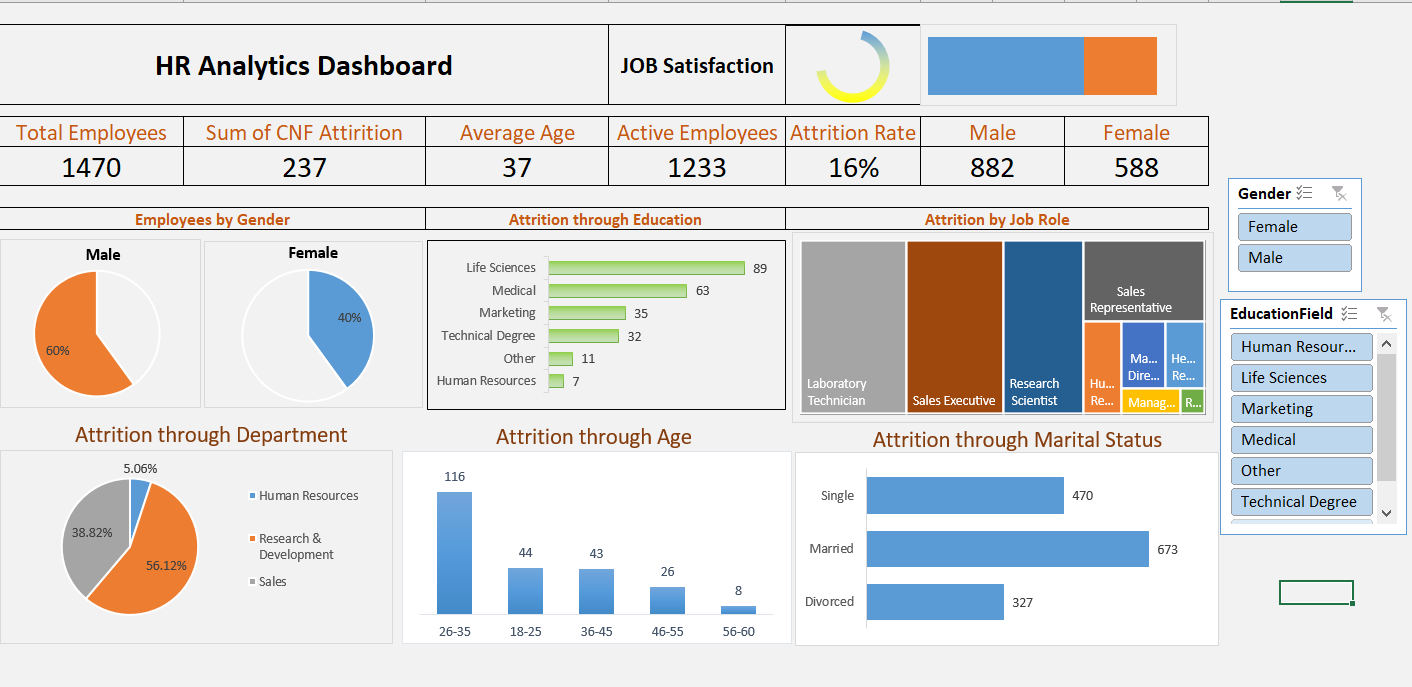 HR Analytics Dashboard
JOB Satisfaction
Total Employees
Sum of CNF Attirition
Average Age
Active Employees
Attrition Rate
Male
Female
1470
237
37
1233
16%
882
588
Employees by Gender
Attrition through Education
Attrition by Job Role
Male
60%
Female
40%
Life Sciences 89
Medical 63
Marketing 35
Technical Degree 32
Other 11
Human Resources 7
Laboratory
Technician
Sales Executive
Research
Scientist
Sales
Representative
Hu...
Re...
Ma...
Dire...
He...
Re...
Manag...
R...
Gender
Female
Male
EducationField
Human Resour...
Life Sciences
Marketing
Medical
Other
Technical Degree
Attrition through Department
5.06%
38.82%
56.12%
Human Resources
Research &
Development
Sales
Attrition through Age
116
44
43
26
8
26-35
18-25
36-45
46-55
56-60
Attrition through Marital Status
Single 470
Married 673
Divorced 327